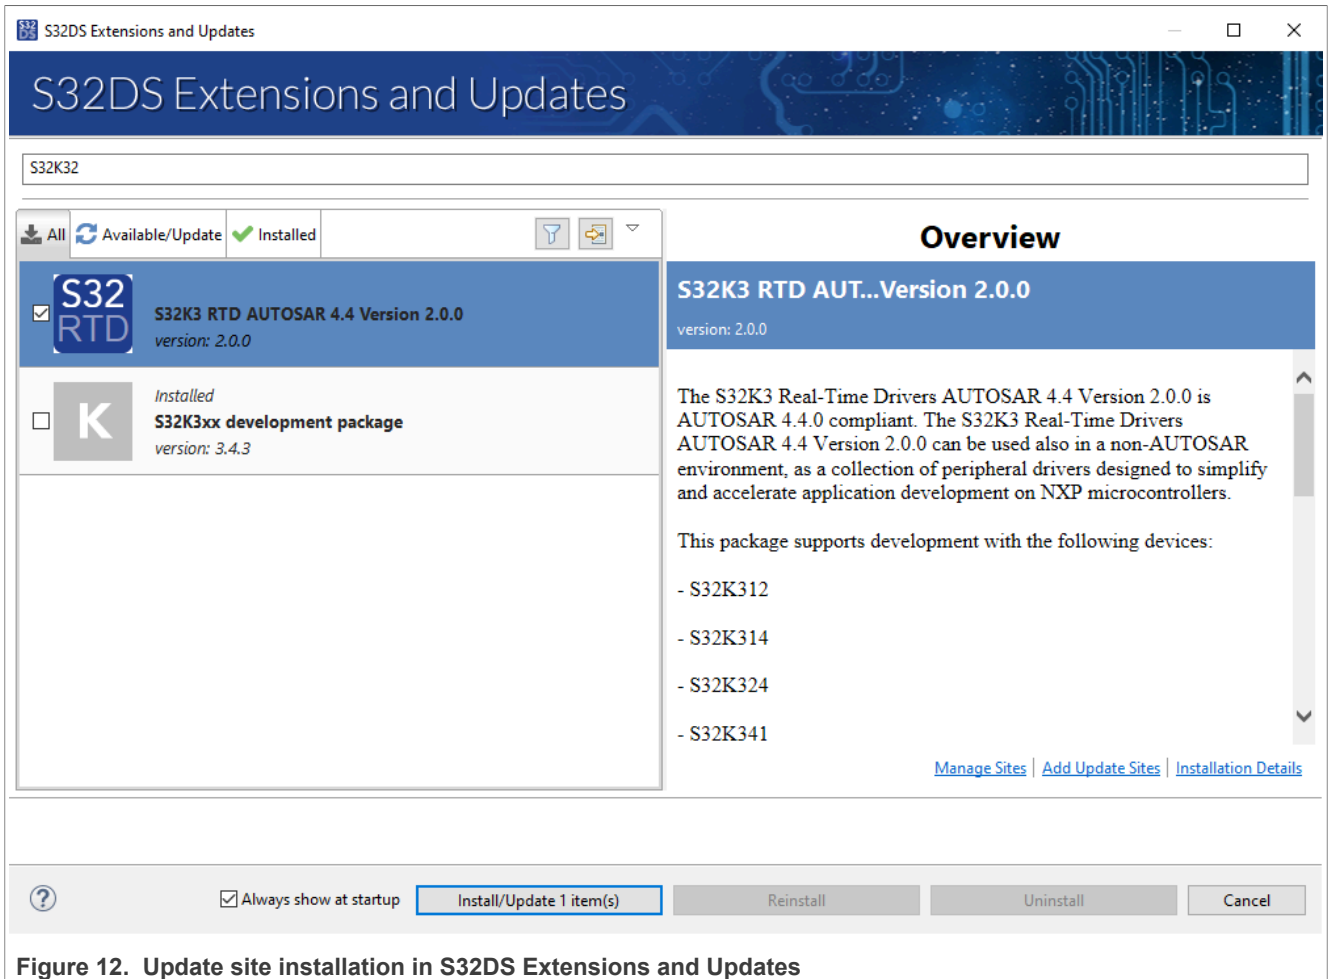 S32DS Extensions and Updates
S32DS Extensions and Updates
S32K32
All
Available/Update
Installed
S32
RTD
S32K3 RTD AUTOSAR 4.4 Version 2.0.0
version: 2.0.0
K
Installed
S32K3xx development package
version: 3.4.3
Overview
S32K3 RTD AUT...Version 2.0.0
version: 2.0.0
The S32K3 Real-Time Drivers AUTOSAR 4.4 Version 2.0.0 is
AUTOSAR 4.4.0 compliant. The S32K3 Real-Time Drivers
AUTOSAR 4.4 Version 2.0.0 can be used also in a non-AUTOSAR
environment, as a collection of peripheral drivers designed to simplify
and accelerate application development on NXP microcontrollers.
This package supports development with the following devices:
- S32K312
- S32K314
- S32K324
- S32K341
Manage Sites | Add Update Sites | Installation Details
?
Always show at startup
Install/Update 1 item(s)
Reinstall
Uninstall
Cancel
Figure 12. Update site installation in S32DS Extensions and Updates